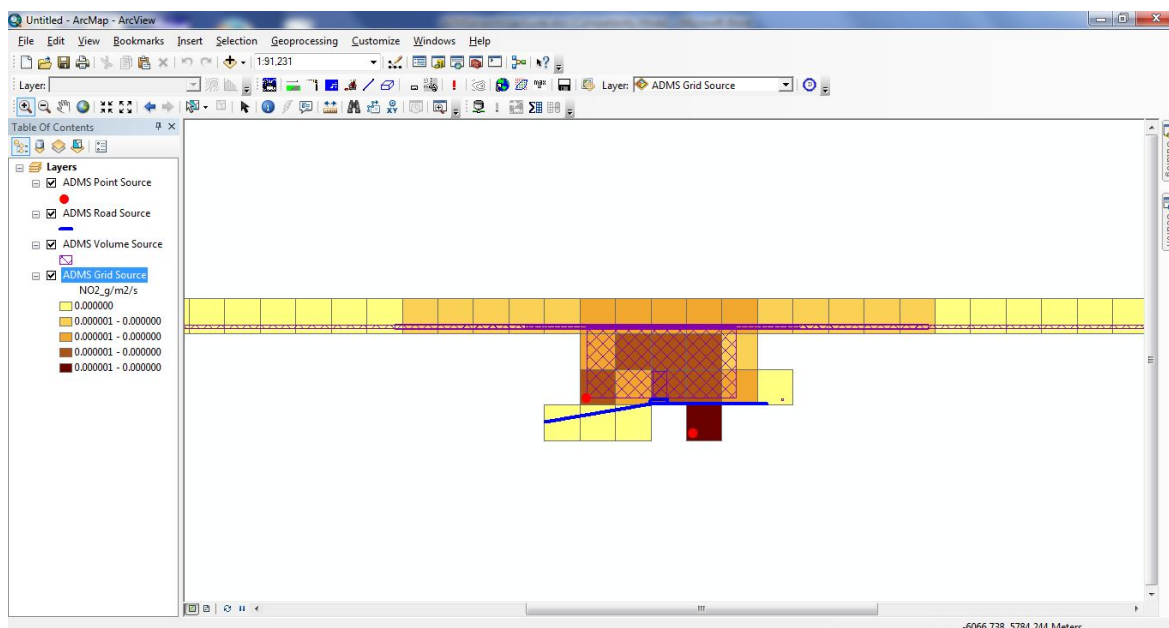 Untitled - ArcMap - ArcView
File Edit View Bookmarks Insert Selection Geoprocessing Customize Windows Help
1:91,231
Layer: Layer: ADMS Grid Source
Table Of Contents
Layers
ADMS Point Source
ADMS Road Source
ADMS Volume Source
ADMS Grid Source
NO2_g/m2/s
0.000000
0.000001 - 0.000000
0.000001 - 0.000000
0.000001 - 0.000000
0.000001 - 0.000000
-6066.738 5784.244 Meters